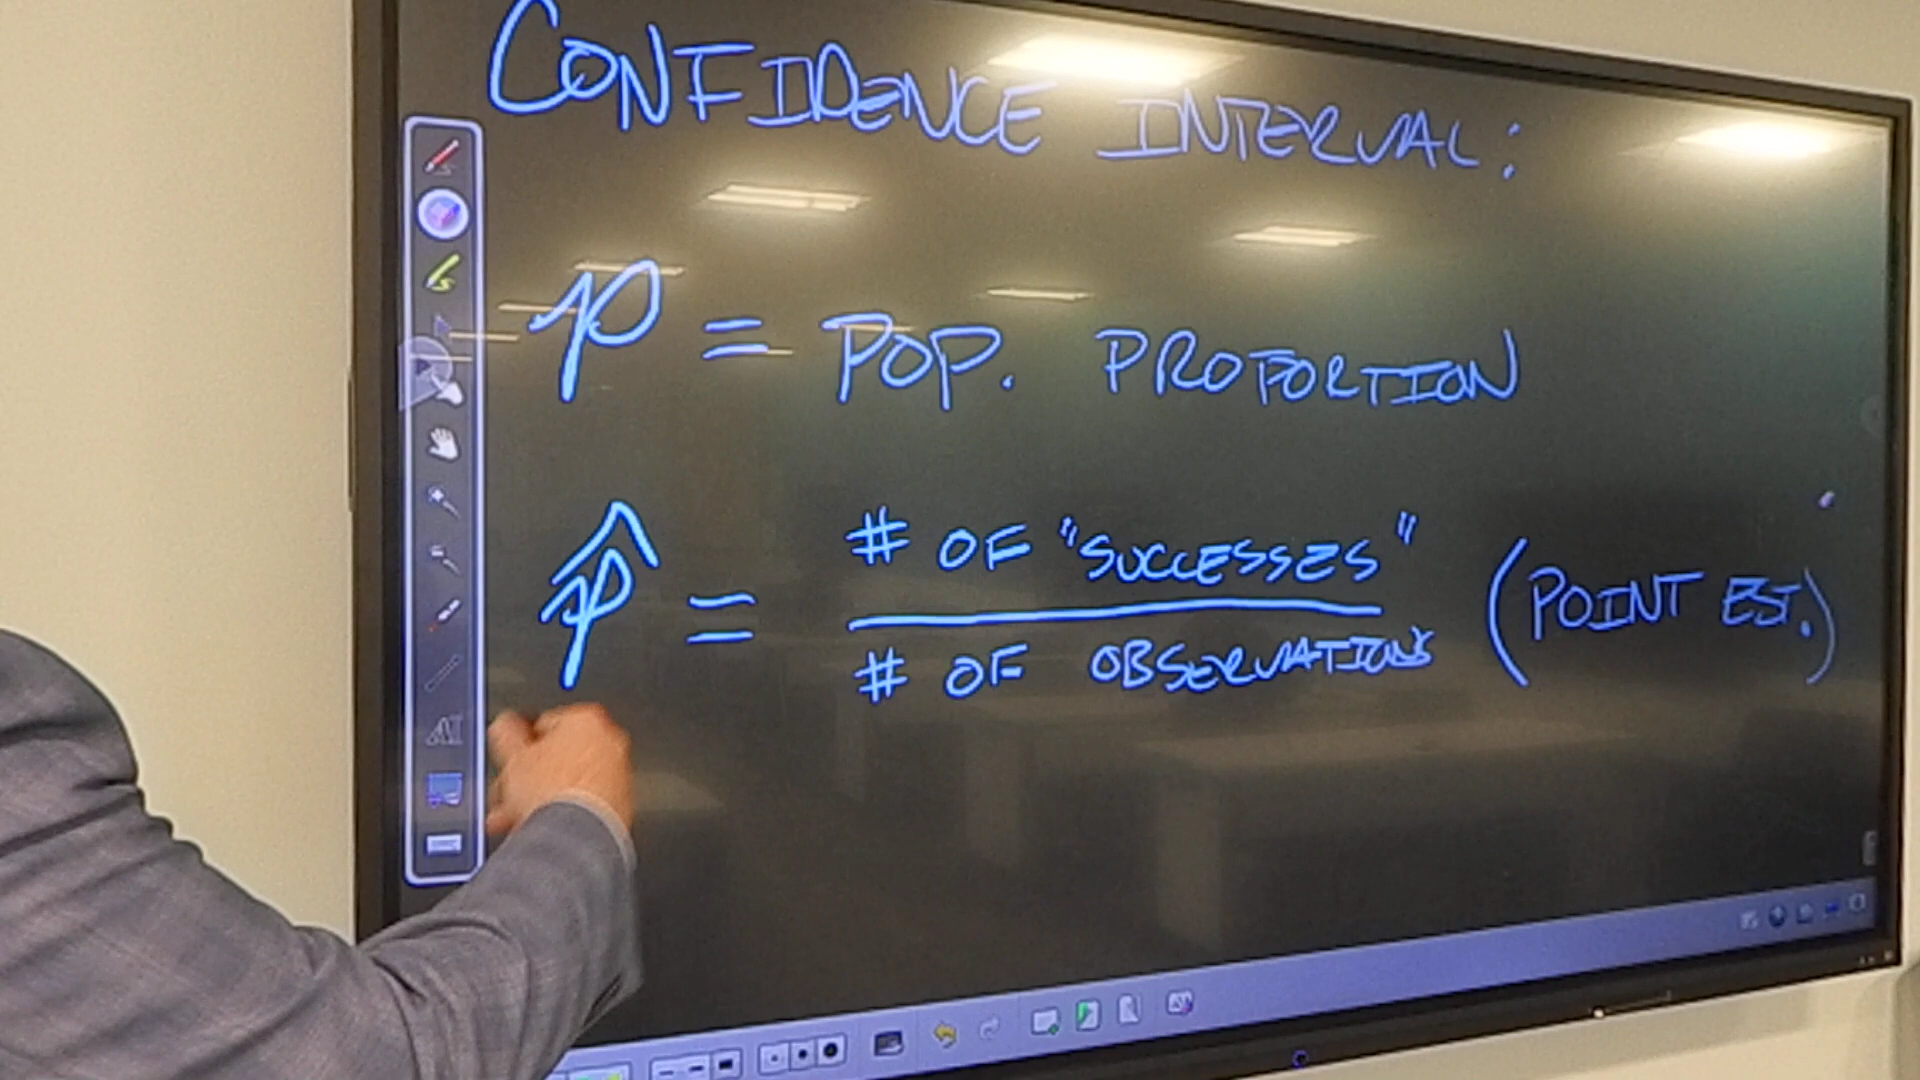 CONFIDENCE INTERVAL:
p = POP. PROPORTION
p̂ = # OF "SUCCESSES" / # OF OBSERVATIONS (POINT EST.)